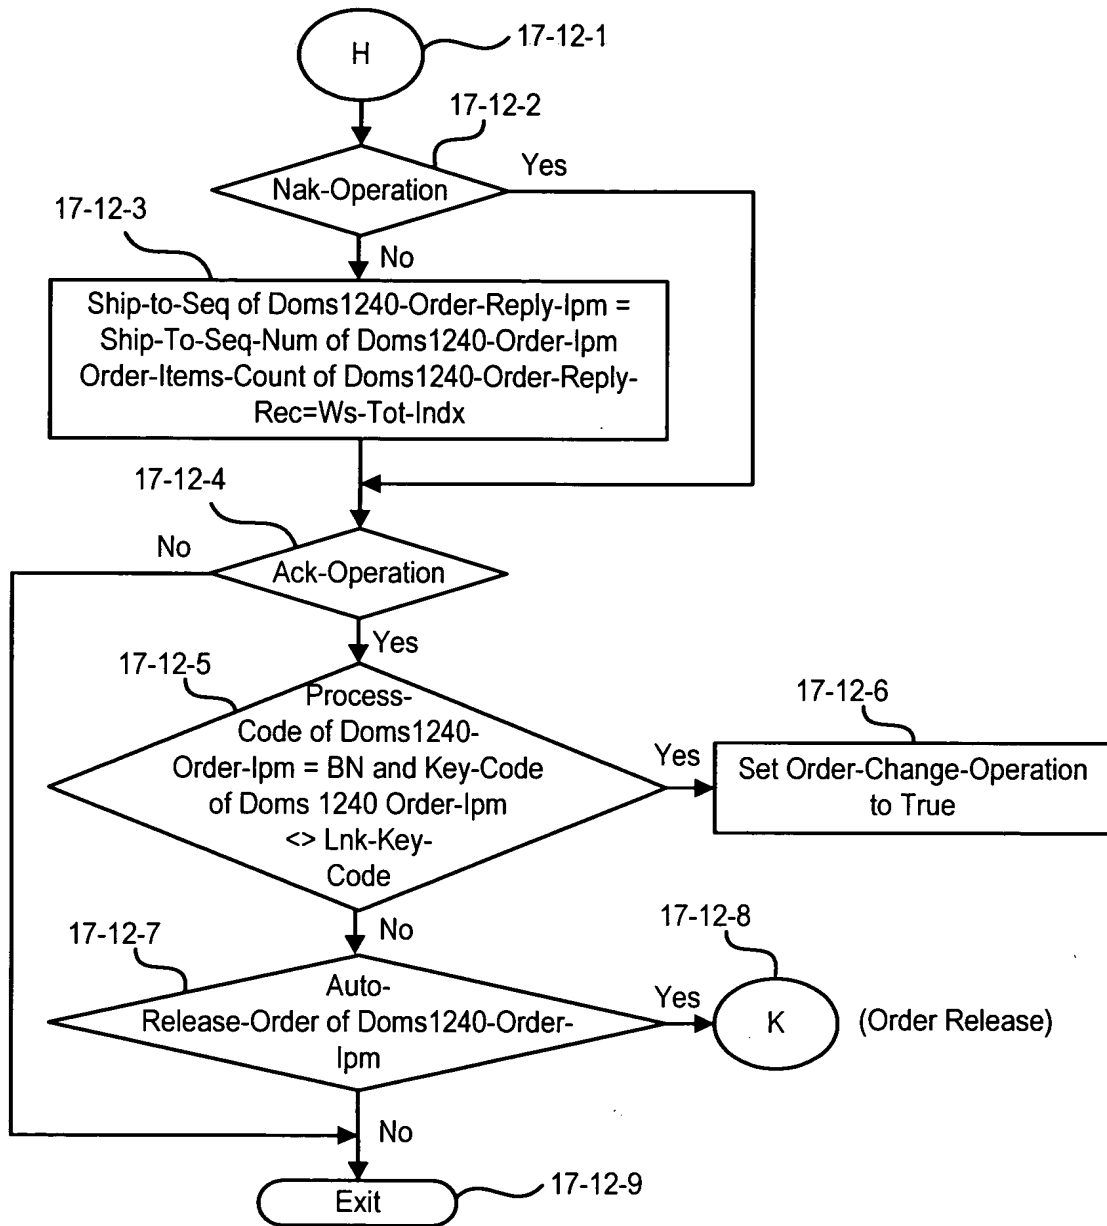 H
17-12-1
17-12-2
Nak-Operation
Yes
17-12-3
No
Ship-to-Seq of Doms1240-Order-Reply-Ipm =
Ship-To-Seq-Num of Doms1240-Order-Ipm
Order-Items-Count of Doms1240-Order-Reply-
Rec=Ws-Tot-Indx
17-12-4
No
Ack-Operation
Yes
17-12-5
Process-
Code of Doms1240-
Order-Ipm = BN and Key-Code
of Doms 1240 Order-Ipm
<> Lnk-Key-
Code
Yes
17-12-6
Set Order-Change-Operation
to True
No
17-12-7
Auto-
Release-Order of Doms1240-Order-
Ipm
Yes
17-12-8
K
(Order Release)
No
Exit
17-12-9